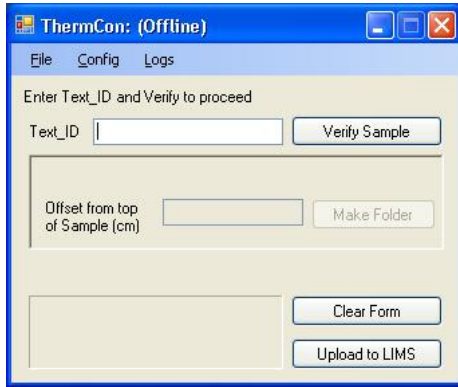 ThermCon: (Offline)
File Config Logs
Enter Text_ID and Verify to proceed
Text_ID Verify Sample
Offset from top
of Sample (cm)
Make Folder
Clear Form
Upload to LIMS